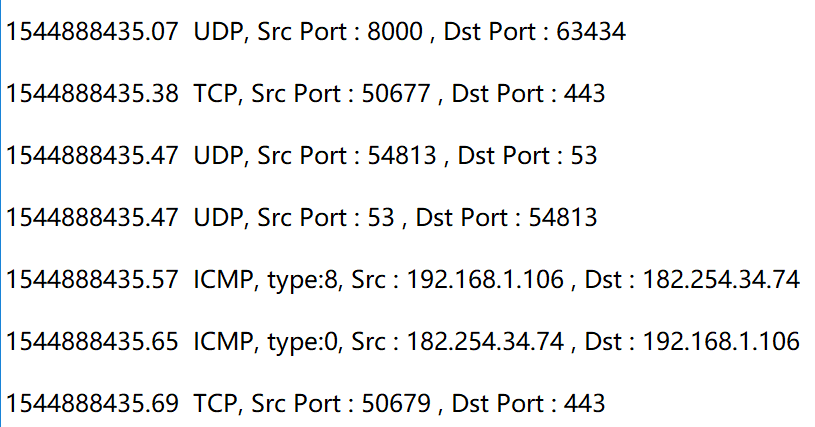 1544888435.07 UDP, Src Port : 8000 , Dst Port : 63434
1544888435.38 TCP, Src Port : 50677 , Dst Port : 443
1544888435.47 UDP, Src Port : 54813 , Dst Port : 53
1544888435.47 UDP, Src Port : 53 , Dst Port : 54813
1544888435.57 ICMP, type:8, Src : 192.168.1.106 , Dst : 182.254.34.74
1544888435.65 ICMP, type:0, Src : 182.254.34.74 , Dst : 192.168.1.106
1544888435.69 TCP, Src Port : 50679 , Dst Port : 443